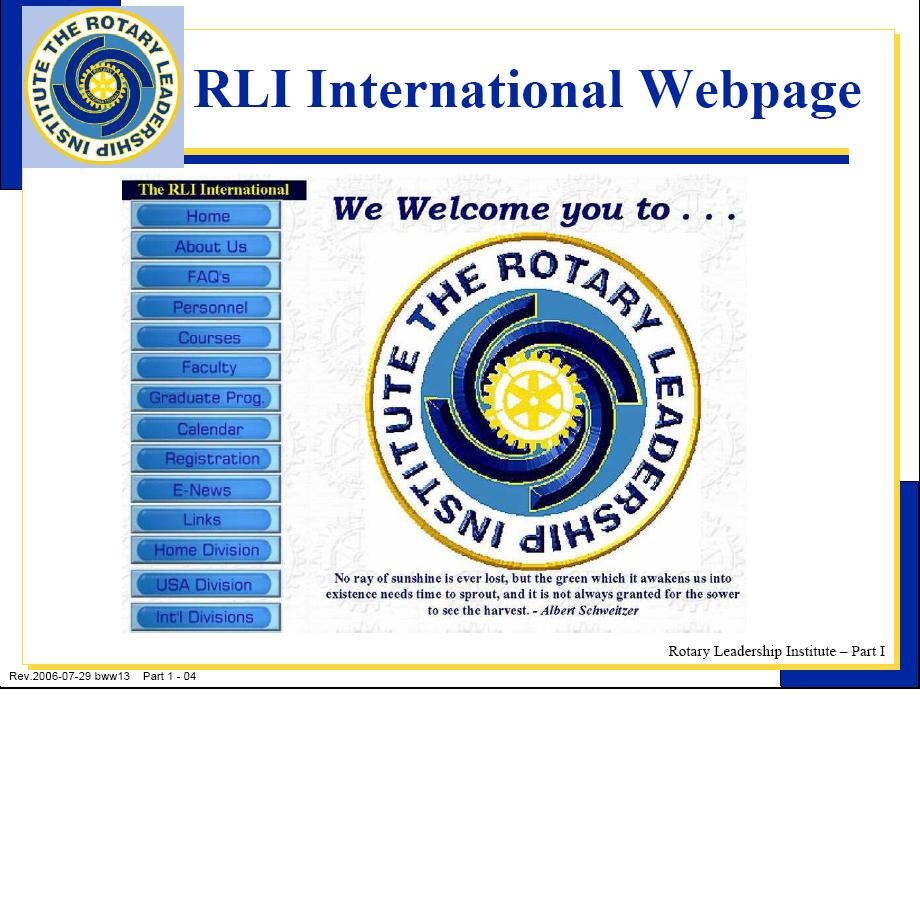 THE ROTARY LEADERSHIP INSTITUTE
RLI International Webpage
The RLI International
Home
About Us
FAQ's
Personnel
Courses
Faculty
Graduate Prog.
Calendar
Registration
E-News
Links
Home Division
USA Division
Int'l Divisions
We Welcome you to . . .
THE ROTARY LEADERSHIP INSTITUTE
No ray of sunshine is ever lost, but the green which it awakens us into
existence needs time to sprout, and it is not always granted for the sower
to see the harvest. - Albert Schweitzer
Rotary Leadership Institute – Part I
Rev.2006-07-29 bww13 Part 1 - 04